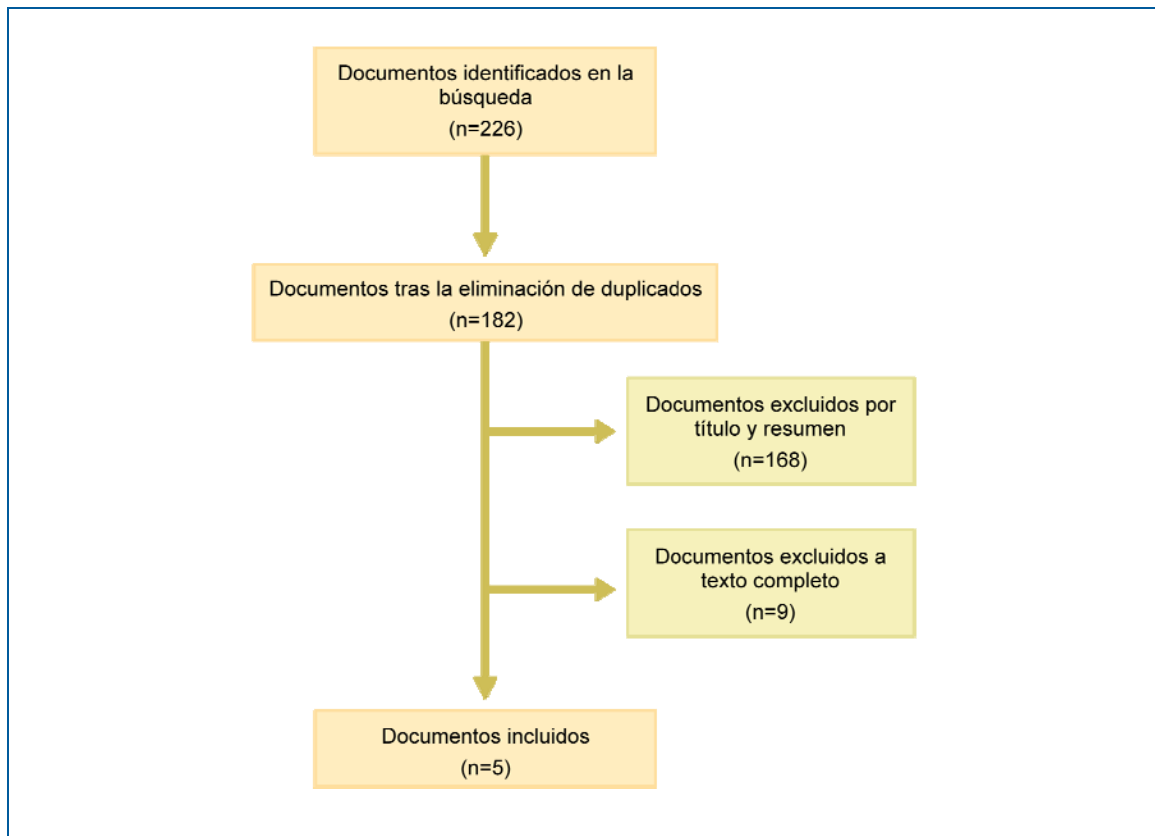 Documentos identificados en la
búsqueda
(n=226)
Documentos tras la eliminación de duplicados
(n=182)
Documentos excluidos por
título y resumen
(n=168)
Documentos excluidos a
texto completo
(n=9)
Documentos incluidos
(n=5)